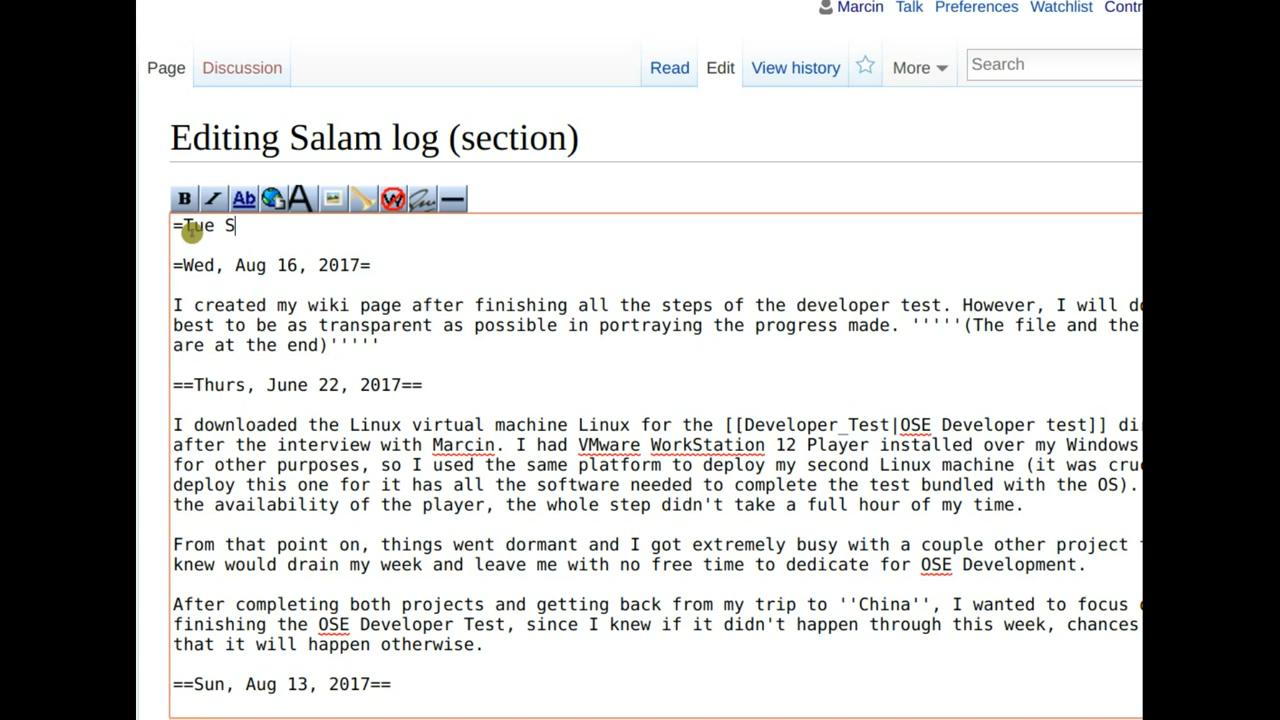 Marcin Talk Preferences Watchlist Contr
Page Discussion Read Edit View history More Search
Editing Salam log (section)
B I Ab A W
=Tue S
=Wed, Aug 16, 2017=
I created my wiki page after finishing all the steps of the developer test. However, I will do
best to be as transparent as possible in portraying the progress made. '''''(The file and the
are at the end)'''''
==Thurs, June 22, 2017==
I downloaded the Linux virtual machine Linux for the [[Developer_Test|OSE Developer test]] di
after the interview with Marcin. I had VMware WorkStation 12 Player installed over my Windows
for other purposes, so I used the same platform to deploy my second Linux machine (it was cru
deploy this one for it has all the software needed to complete the test bundled with the OS).
the availability of the player, the whole step didn't take a full hour of my time.
From that point on, things went dormant and I got extremely busy with a couple other project
knew would drain my week and leave me with no free time to dedicate for OSE Development.
After completing both projects and getting back from my trip to ''China'', I wanted to focus
finishing the OSE Developer Test, since I knew if it didn't happen through this week, chances
that it will happen otherwise.
==Sun, Aug 13, 2017==